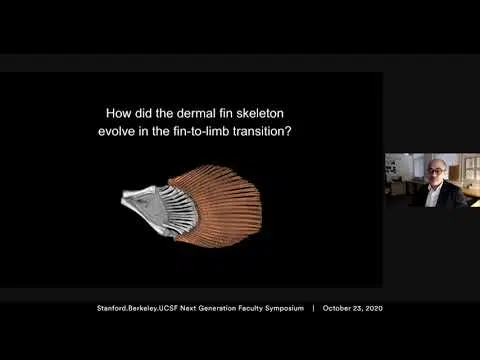 How did the dermal fin skeleton
evolve in the fin-to-limb transition?
Stanford.Berkeley.UCSF Next Generation Faculty Symposium | October 23, 2020